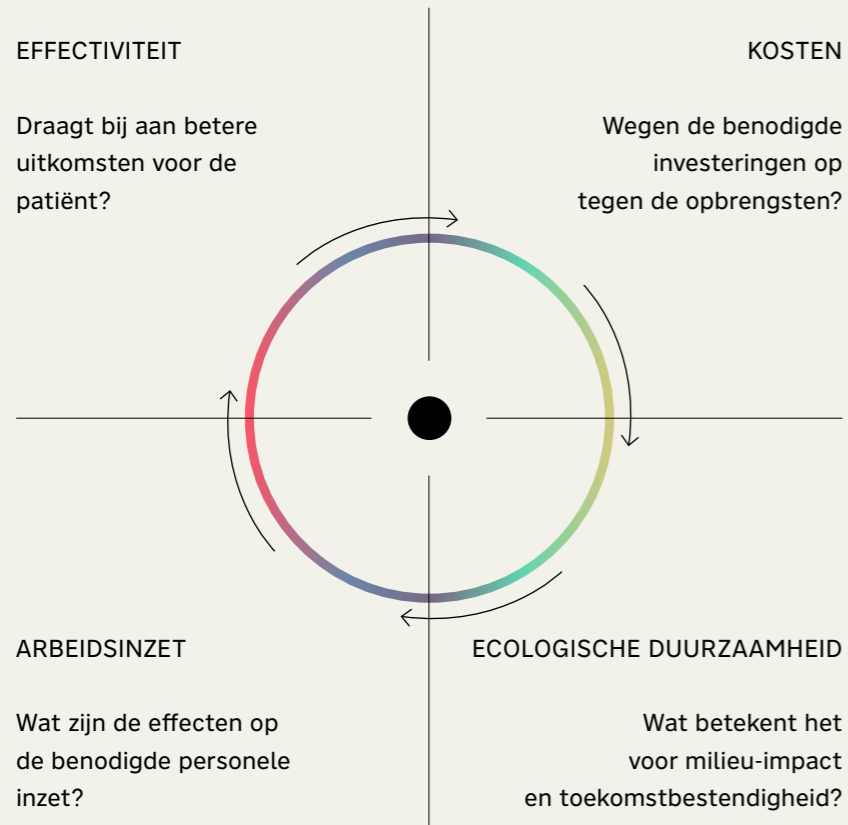 EFFECTIVITEIT
Draagt bij aan betere
uitkomsten voor de
patiënt?
KOSTEN
Wegen de benodigde
investeringen op
tegen de opbrengsten?
ARBEIDSINZET
Wat zijn de effecten op
de benodigde personele
inzet?
ECOLOGISCHE DUURZAAMHEID
Wat betekent het
voor milieu-impact
en toekomstbestendigheid?